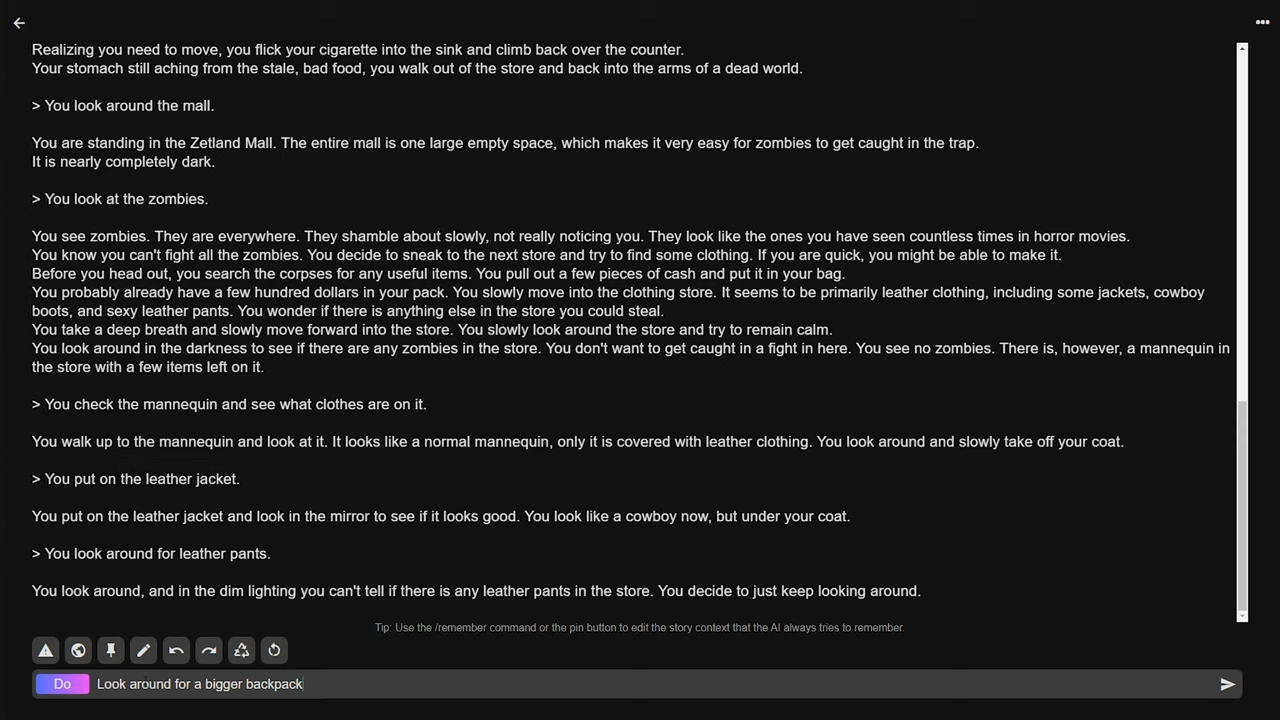 Realizing you need to move, you flick your cigarette into the sink and climb back over the counter.
Your stomach still aching from the stale, bad food, you walk out of the store and back into the arms of a dead world.
> You look around the mall.
You are standing in the Zetland Mall. The entire mall is one large empty space, which makes it very easy for zombies to get caught in the trap.
It is nearly completely dark.
> You look at the zombies.
You see zombies. They are everywhere. They shamble about slowly, not really noticing you. They look like the ones you have seen countless times in horror movies.
You know you can't fight all the zombies. You decide to sneak to the next store and try to find some clothing. If you are quick, you might be able to make it.
Before you head out, you search the corpses for any useful items. You pull out a few pieces of cash and put it in your bag.
You probably already have a few hundred dollars in your pack. You slowly move into the clothing store. It seems to be primarily leather clothing, including some jackets, cowboy
boots, and sexy leather pants. You wonder if there is anything else in the store you could steal.
You take a deep breath and slowly move forward into the store. You slowly look around the store and try to remain calm.
You look around in the darkness to see if there are any zombies in the store. You don't want to get caught in a fight in here. You see no zombies. There is, however, a mannequin in
the store with a few items left on it.
> You check the mannequin and see what clothes are on it.
You walk up to the mannequin and look at it. It looks like a normal mannequin, only it is covered with leather clothing. You look around and slowly take off your coat.
> You put on the leather jacket.
You put on the leather jacket and look in the mirror to see if it looks good. You look like a cowboy now, but under your coat.
> You look around for leather pants.
You look around, and in the dim lighting you can't tell if there is any leather pants in the store. You decide to just keep looking around.
Tip: Use the /remember command or the pin button to edit the story context that the AI always tries to remember.
Do Look around for a bigger backpack